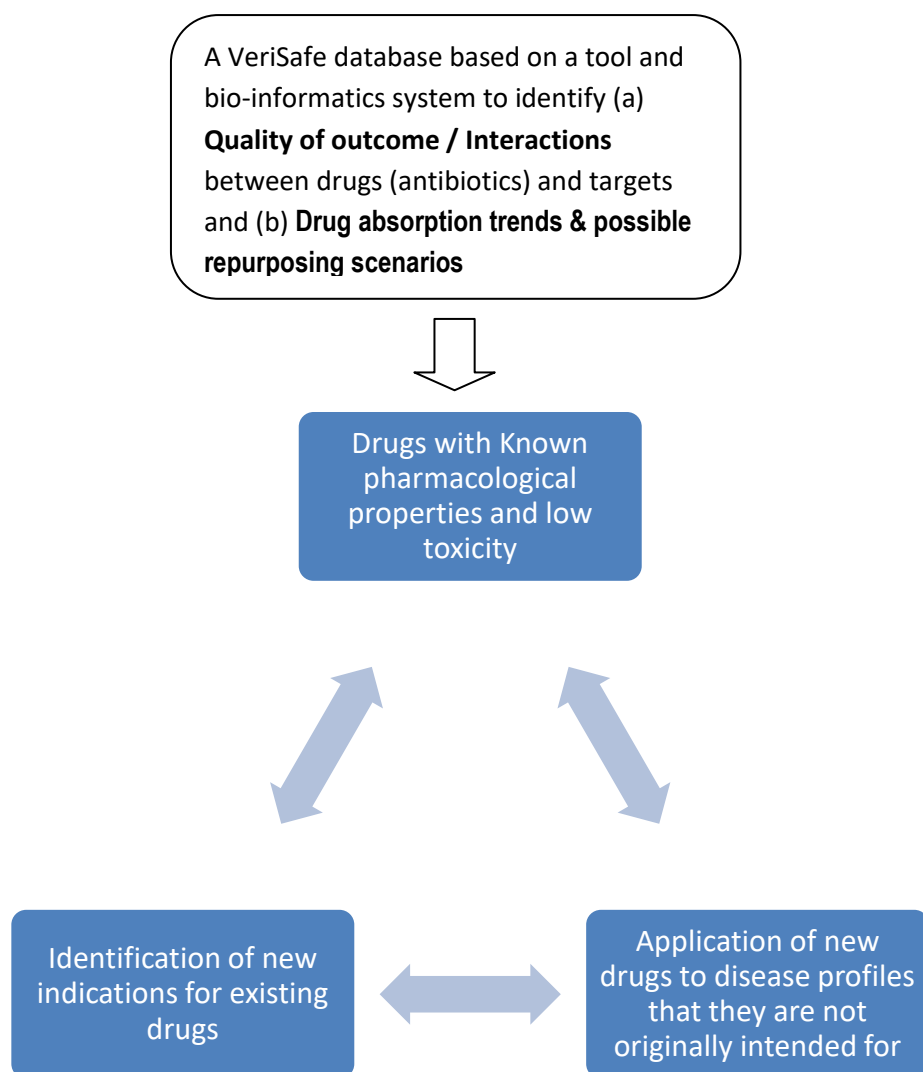 A VeriSafe database based on a tool and
bio-informatics system to identify (a)
Quality of outcome / Interactions
between drugs (antibiotics) and targets
and (b) Drug absorption trends & possible
repurposing scenarios
Drugs with Known
pharmacological
properties and low
toxicity
Identification of new
indications for existing
drugs
Application of new
drugs to disease profiles
that they are not
originally intended for